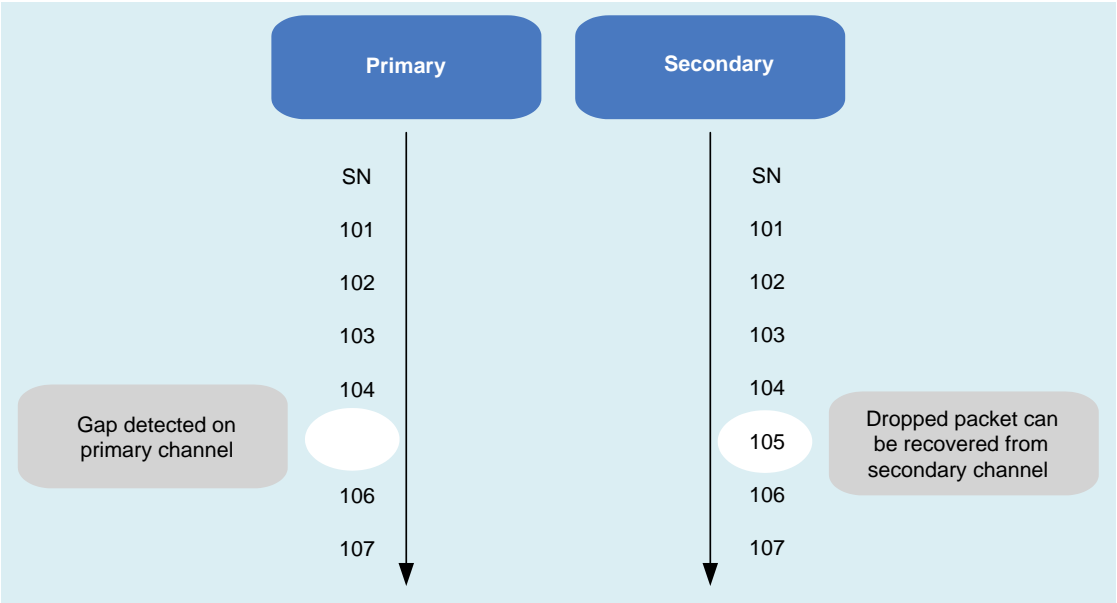 Primary
Secondary
SN
SN
101
101
102
102
103
103
104
104
Gap detected on
primary channel
105
Dropped packet can
be recovered from
secondary channel
106
106
107
107